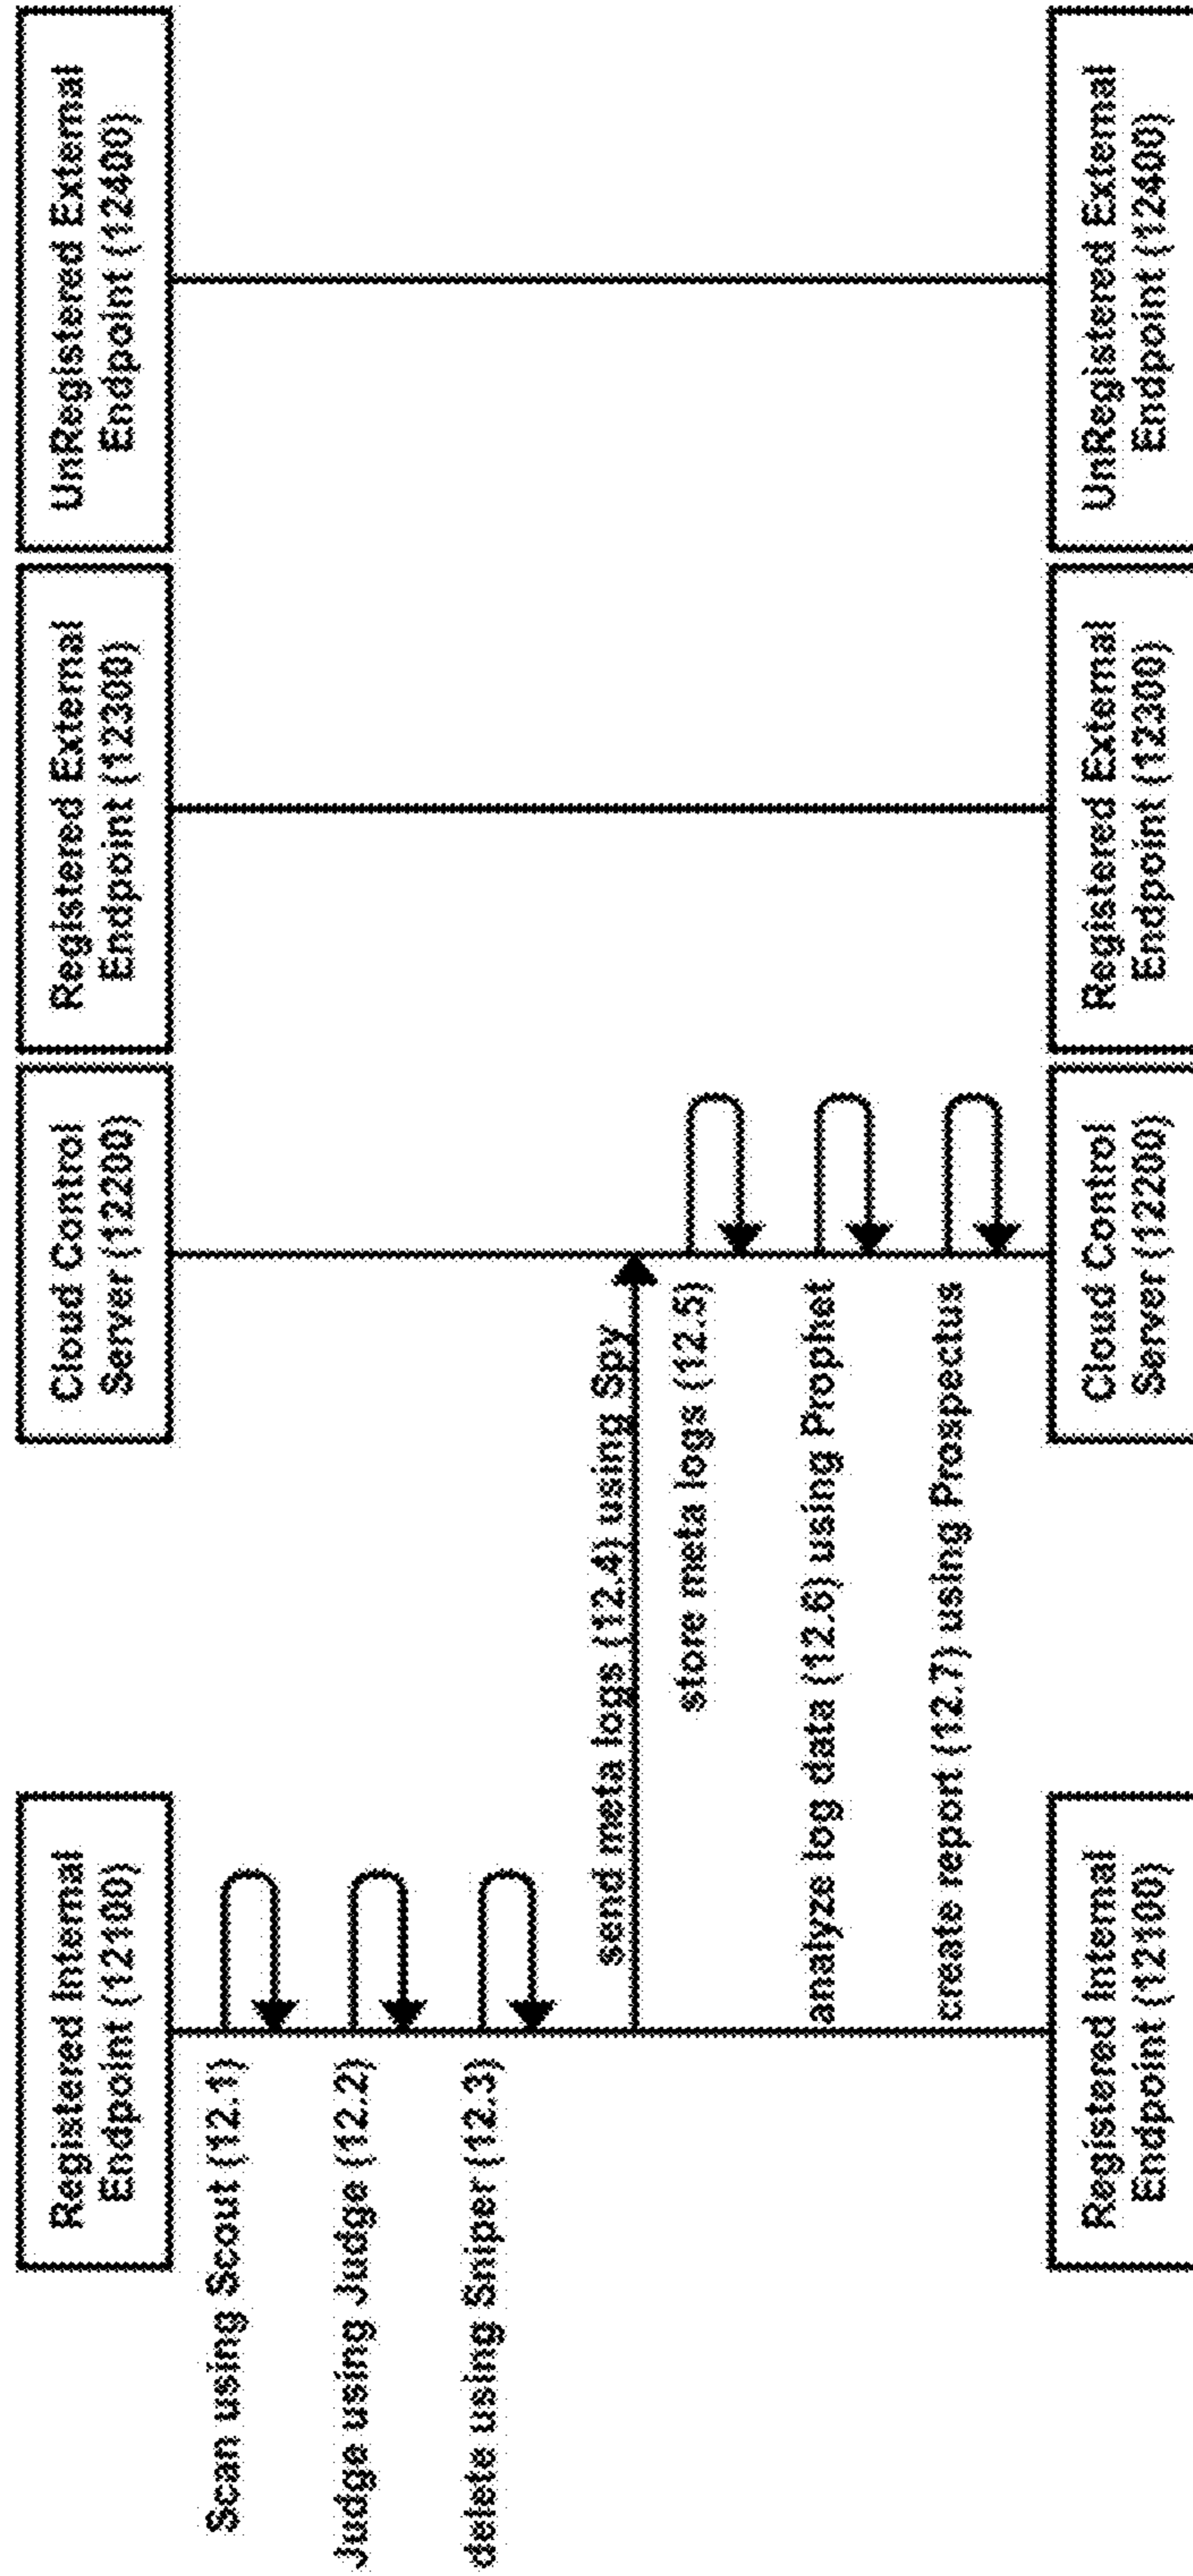 Registered Internal
Endpoint (12100)
Cloud Control
Server (12200)
Registered External
Endpoint (12300)
UnRegistered External
Endpoint (12400)
Scan using Scout (12.1)
Judge using Judge (12.2)
delete using Sniper (12.3)
send meta logs (12.4) using Spy
store meta logs (12.5)
analyze log data (12.6) using Prophet
create report (12.7) using Prospectus
Registered Internal
Endpoint (12100)
Cloud Control
Server (12200)
Registered External
Endpoint (12300)
UnRegistered External
Endpoint (12400)